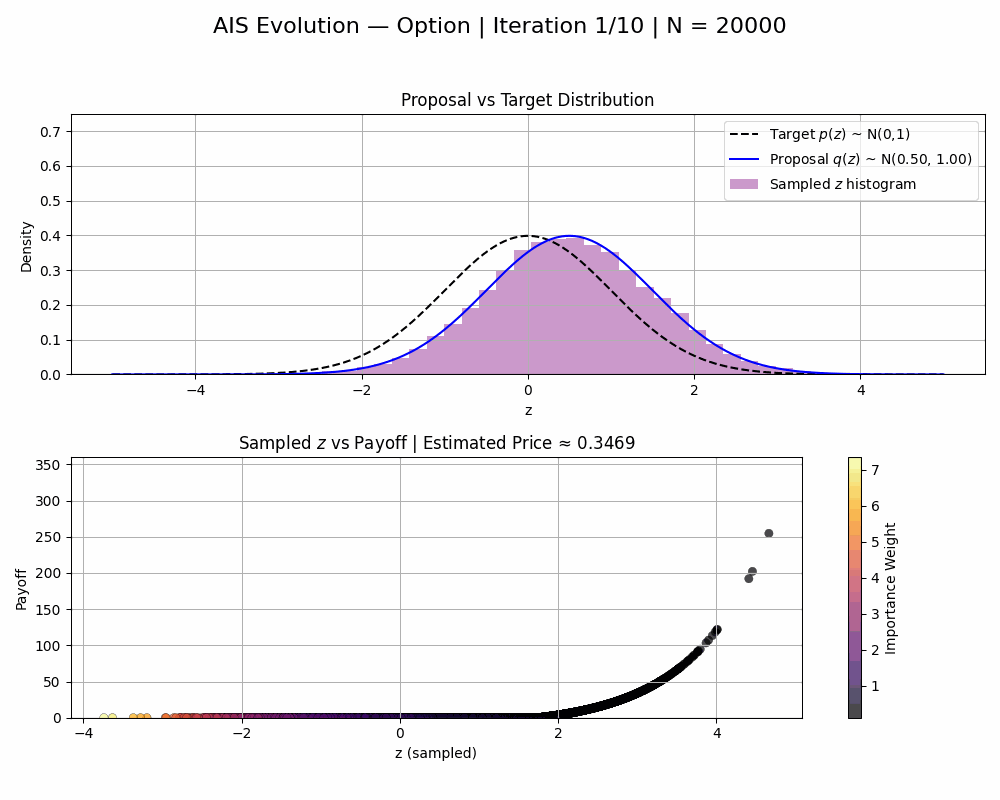 AIS Evolution — Option | Iteration 1/10 | N = 20000
Proposal vs Target Distribution
Density
0.7
0.6
0.5
0.4
0.3
0.2
0.1
0.0
Target p(z) ~ N(0,1)
Proposal q(z) ~ N(0.50, 1.00)
Sampled z histogram
−4 −2 0 2 4
z
Sampled z vs Payoff | Estimated Price ≈ 0.3469
Payoff
350
300
250
200
150
100
50
0
−4 −2 0 2 4
z (sampled)
7
6
5
4
3
2
1
Importance Weight